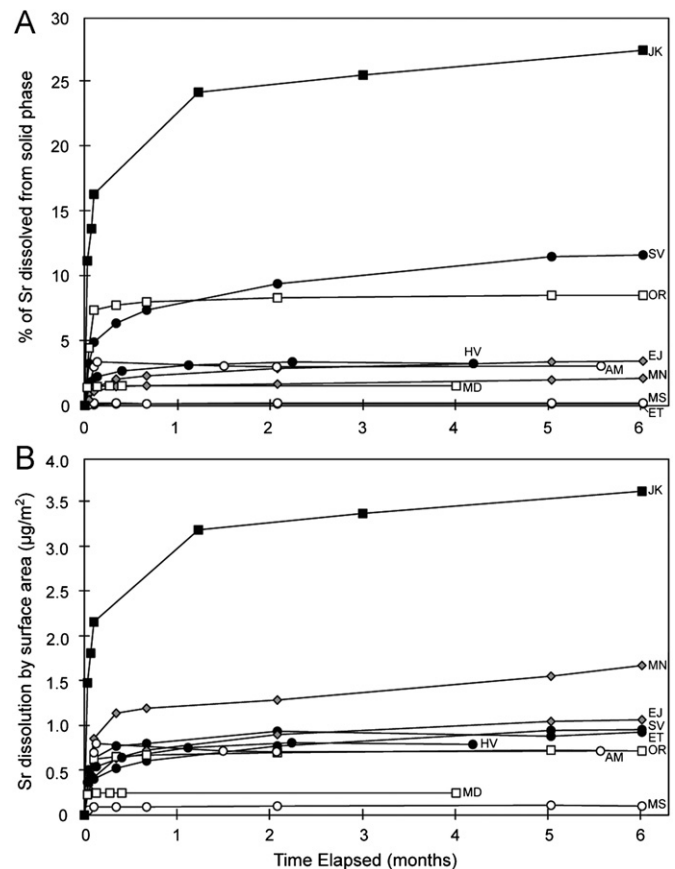 A
% of Sr dissolved from solid phase
30
25
20
15
10
5
0
0
1
2
3
4
5
6
JK
SV
OR
HV
EJ
AM
MN
MD
MS
ET
B
Sr dissolution by surface area (µg/m²)
4.0
3.5
3.0
2.5
2.0
1.5
1.0
0.5
0
0
1
2
3
4
5
6
JK
MN
EJ
SV
ET
HV
OR
AM
MD
MS
Time Elapsed (months)